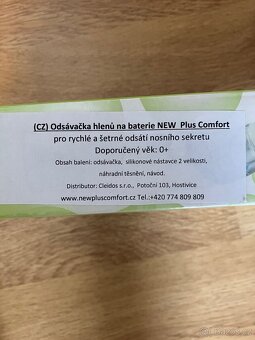 (CZ) Odsávačka hlenů na baterie NEW Plus Comfort
pro rychlé a šetrné odsátí nosního sekretu
Doporučený věk: 0+
Obsah balení: odsávačka, silikonové nástavce 2 velikosti,
náhradní těsnění, návod.
Distributor: Cleidos s.r.o., Potoční 103, Hostivice
www.newpluscomfort.cz Tel.:+420 774 809 809